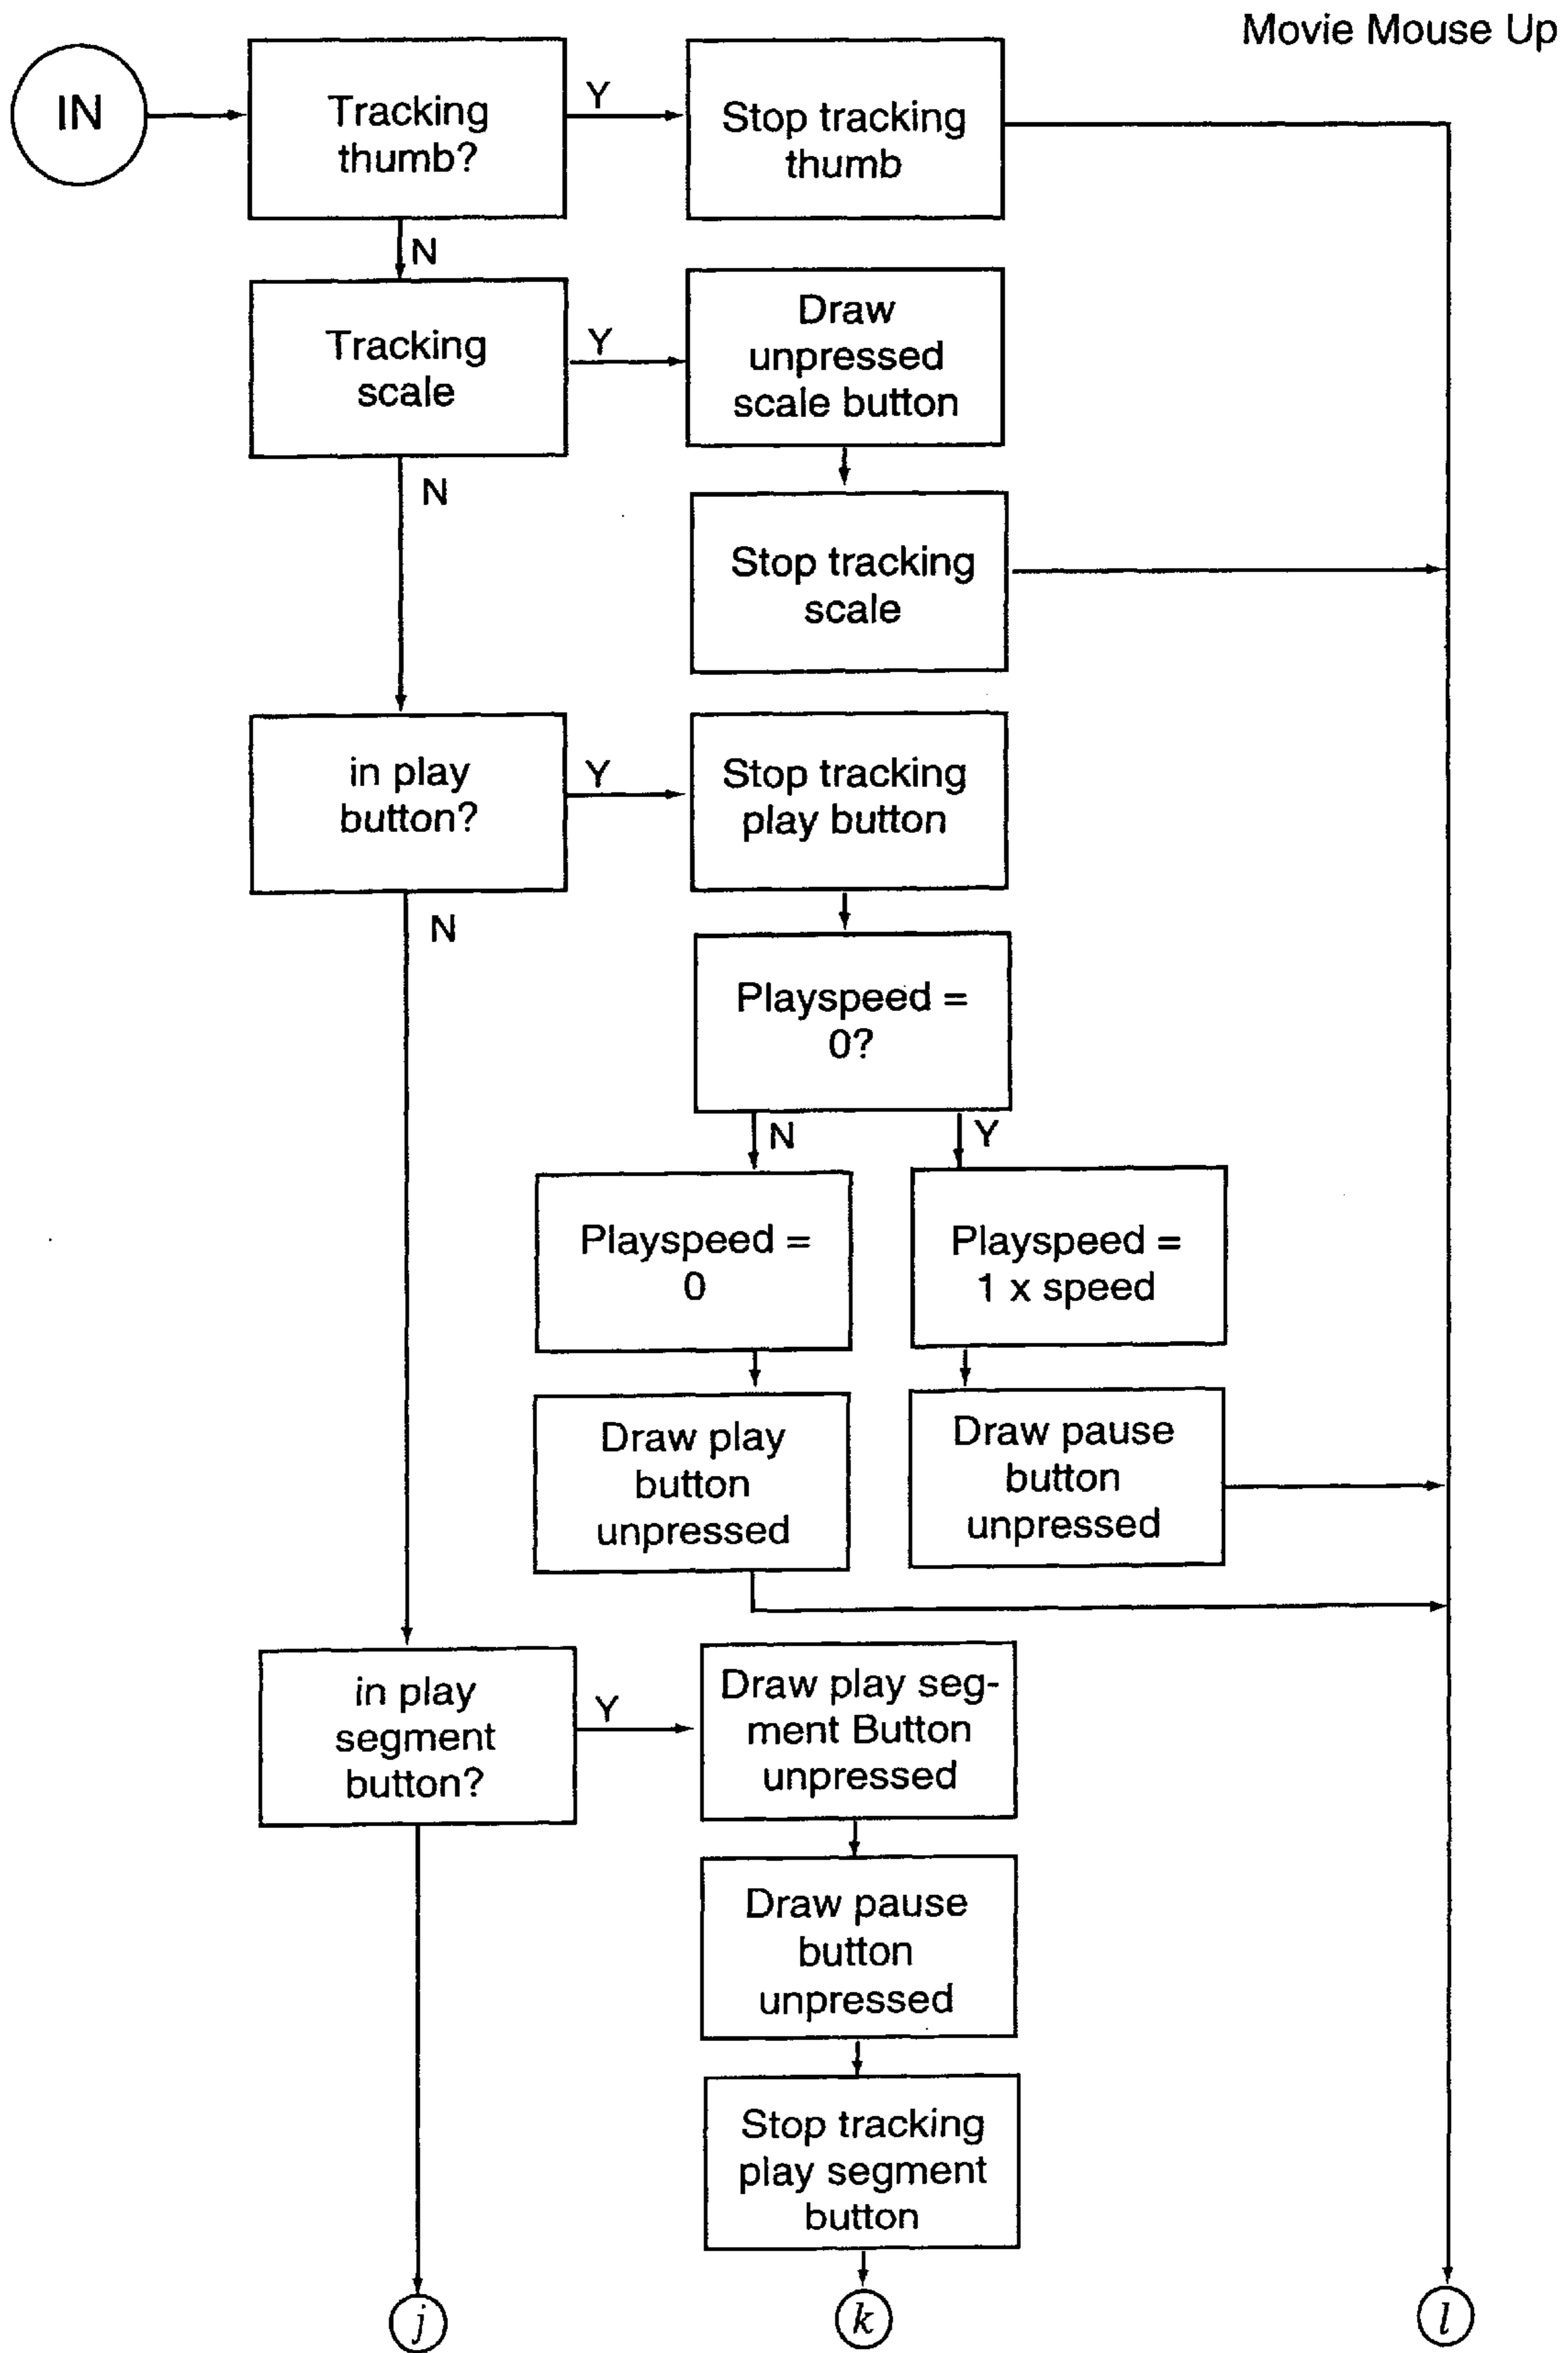 Movie Mouse Up
IN
Tracking
thumb?
Y
Stop tracking
thumb
N
Tracking
scale
Y
Draw
unpressed
scale button
N
Stop tracking
scale
in play
button?
Y
Stop tracking
play button
N
Playspeed =
0?
N
Y
Playspeed =
0
Playspeed =
1 x speed
Draw play
button
unpressed
Draw pause
button
unpressed
in play
segment
button?
Y
Draw play seg-
ment Button
unpressed
Draw pause
button
unpressed
Stop tracking
play segment
button
j
k
l